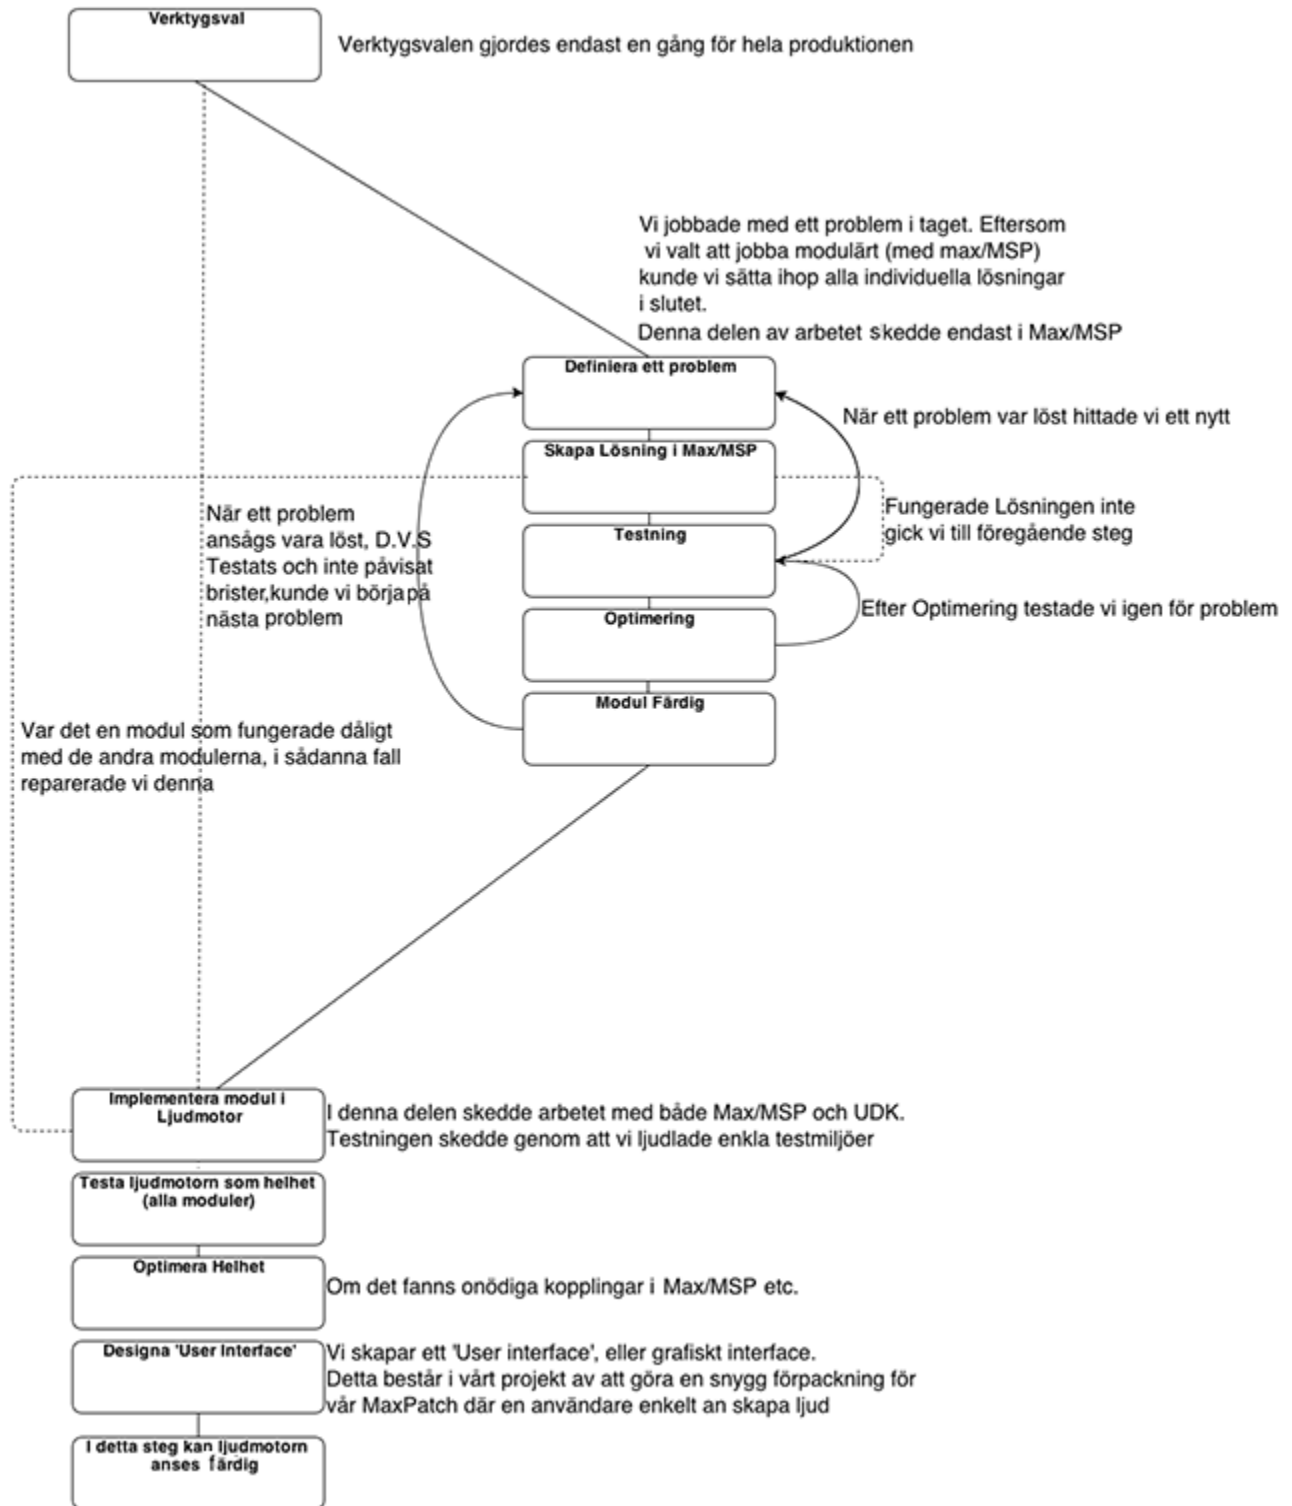 Verktygsval
Verktygsvalen gjordes endast en gång för hela produktionen
Vi jobbade med ett problem i taget. Eftersom
vi valt att jobba modulärt (med max/MSP)
kunde vi sätta ihop alla individuella lösningar
i slutet.
Denna delen av arbetet skedde endast i Max/MSP
Definiera ett problem
När ett problem var löst hittade vi ett nytt
Skapa Lösning i Max/MSP
Fungerade Lösningen inte
gick vi till föregående steg
När ett problem
ansågs vara löst, D.V.S
Testats och inte påvisat
brister,kunde vi börja på
nästa problem
Testning
Efter Optimering testade vi igen för problem
Optimering
Modul Färdig
Var det en modul som fungerade dåligt
med de andra modulerna, i sådanna fall
reparerade vi denna
Implementera modul i
Ljudmotor
I denna delen skedde arbetet med både Max/MSP och UDK.
Testningen skedde genom att vi ljudlade enkla testmiljöer
Testa ljudmotorn som helhet
(alla moduler)
Optimera Helhet
Om det fanns onödiga kopplingar i Max/MSP etc.
Designa 'User Interface'
Vi skapar ett 'User interface', eller grafiskt interface.
Detta består i vårt projekt av att göra en snygg förpackning för
vår MaxPatch där en användare enkelt an skapa ljud
I detta steg kan ljudmotorn
anses färdig